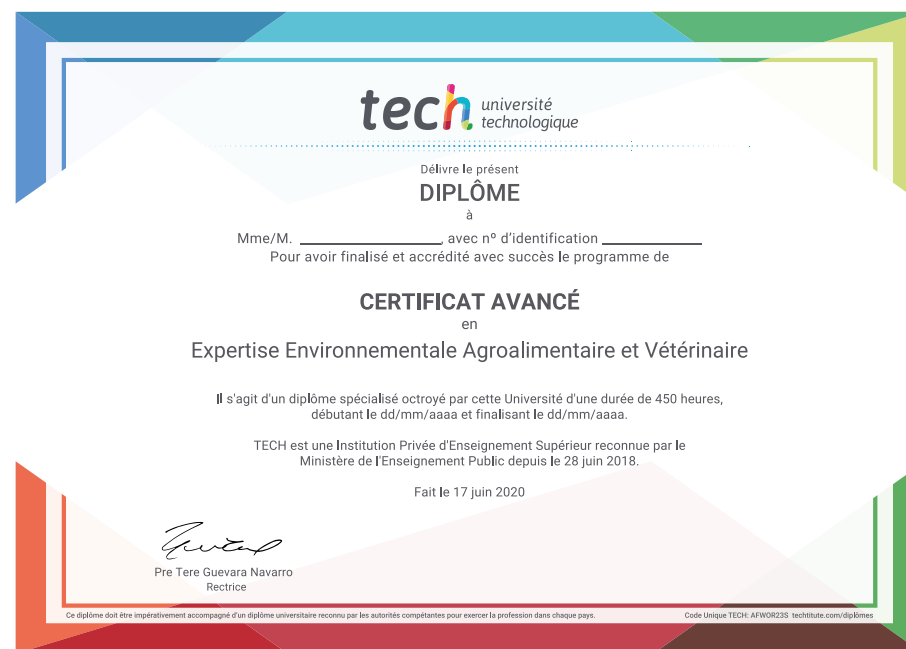 tech université
technologique
Délivre le présent
DIPLÔME
à
Mme/M. ____________________, avec nº d'identification ______________
Pour avoir finalisé et accrédité avec succès le programme de
CERTIFICAT AVANCÉ
en
Expertise Environnementale Agroalimentaire et Vétérinaire
Il s'agit d'un diplôme spécialisé octroyé par cette Université d'une durée de 450 heures,
débutant le dd/mm/aaaa et finalisant le dd/mm/aaaa.
TECH est une Institution Privée d'Enseignement Supérieur reconnue par le
Ministère de l'Enseignement Public depuis le 28 juin 2018.
Fait le 17 juin 2020
Pre Tere Guevara Navarro
Rectrice
Ce diplôme doit être impérativement accompagné d'un diplôme universitaire reconnu par les autorités compétentes pour exercer la profession dans chaque pays. Code Unique TECH: AFWOR23S techtitute.com/diplômes